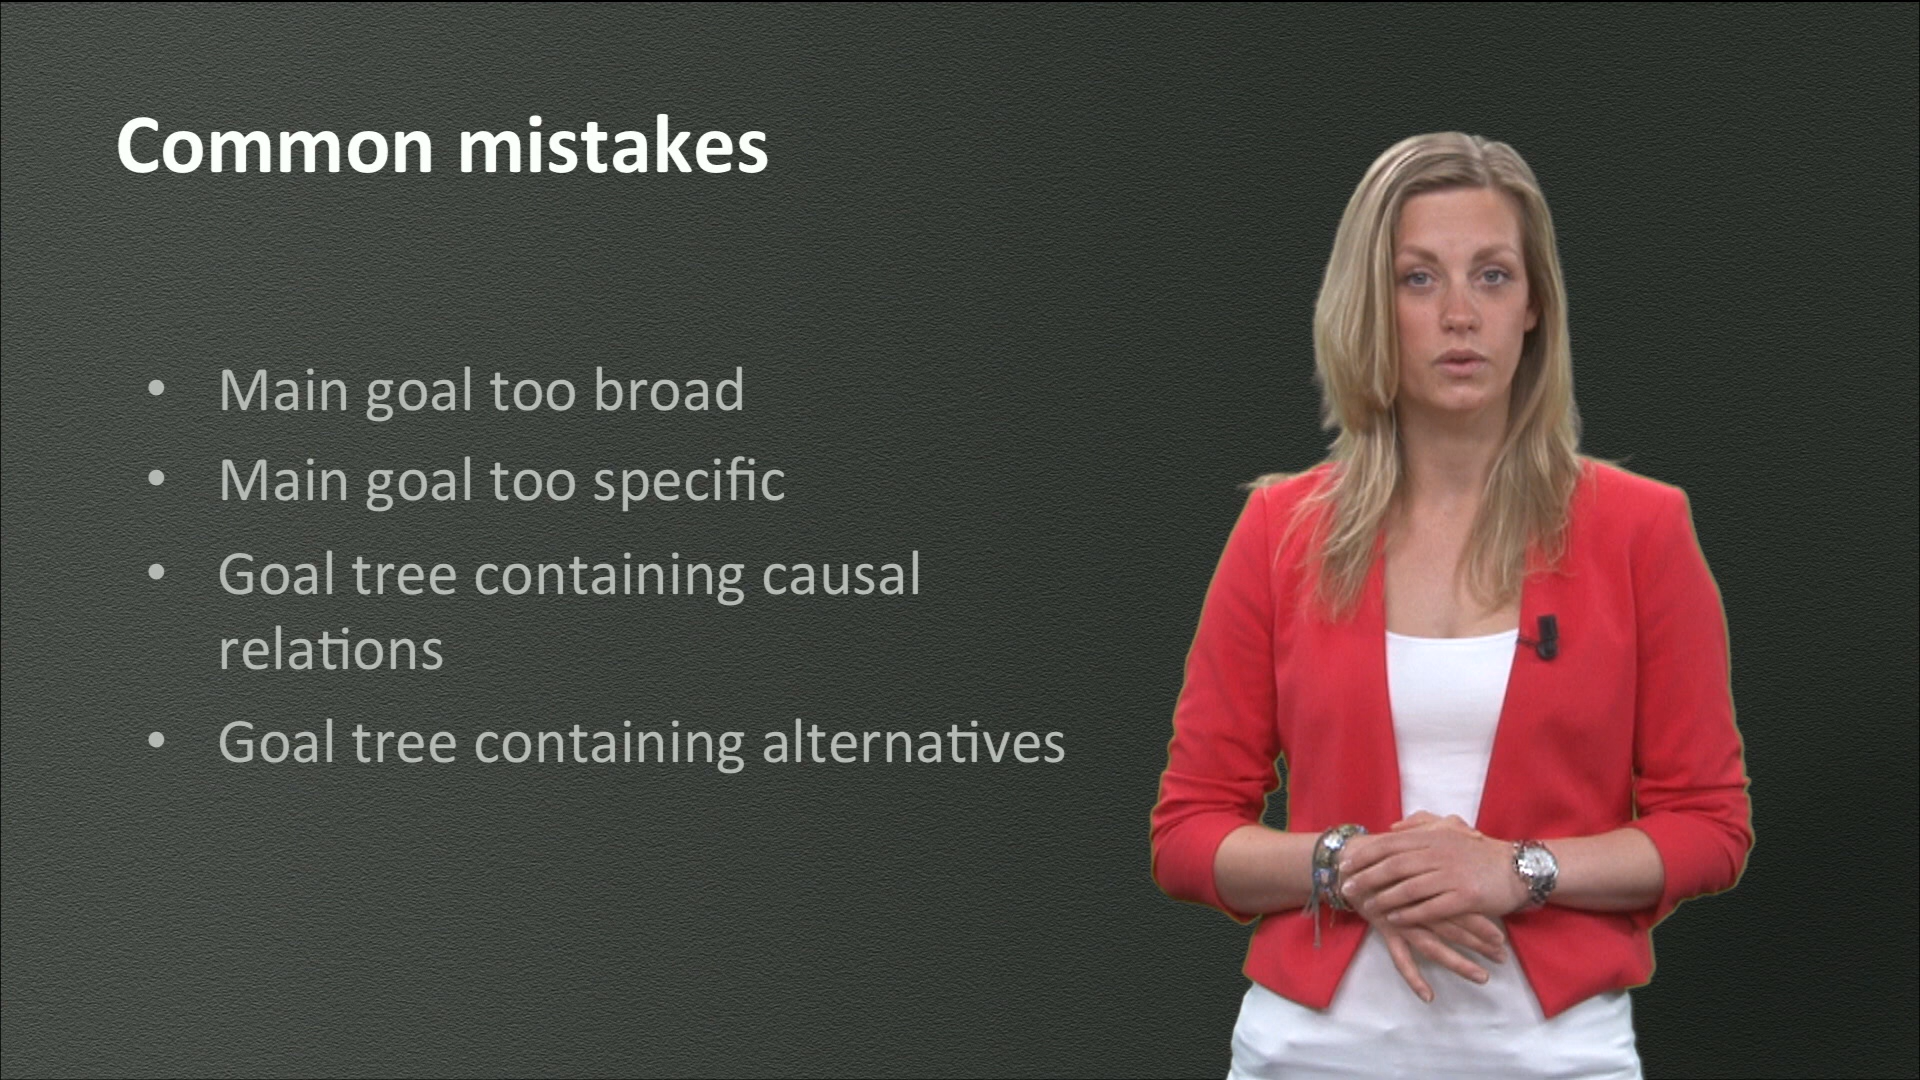 Common mistakes
• Main goal too broad
• Main goal too specific
• Goal tree containing causal
relations
• Goal tree containing alternatives